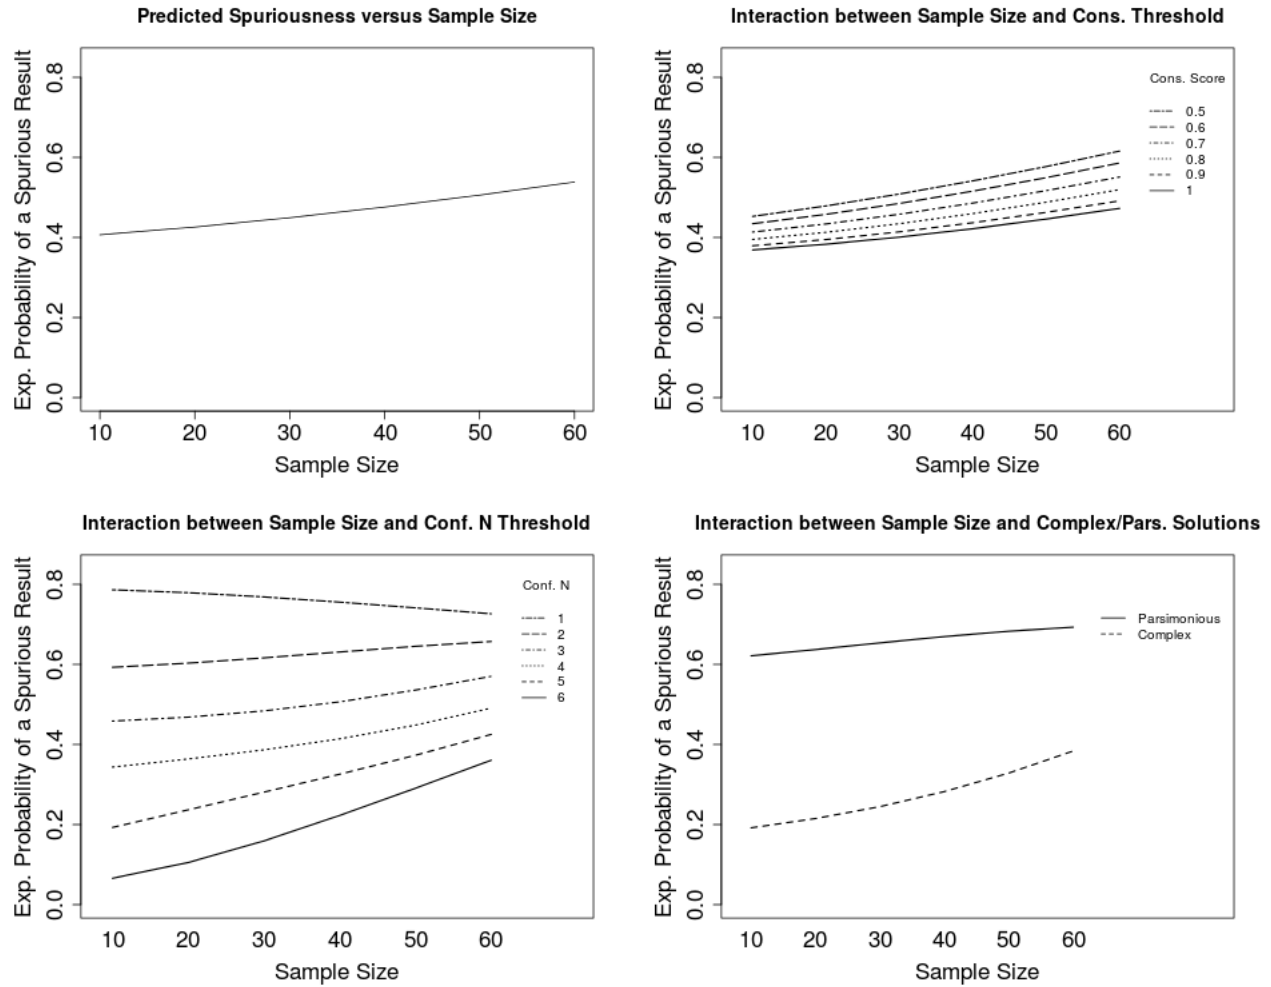 Predicted Spuriousness versus Sample Size
Exp. Probability of a Spurious Result
0.8
0.6
0.4
0.2
0.0
10 20 30 40 50 60
Sample Size
Interaction between Sample Size and Cons. Threshold
Exp. Probability of a Spurious Result
0.8
0.6
0.4
0.2
0.0
Cons. Score
0.5
0.6
0.7
0.8
0.9
1
10 20 30 40 50 60
Sample Size
Interaction between Sample Size and Conf. N Threshold
Exp. Probability of a Spurious Result
0.8
0.6
0.4
0.2
0.0
Conf. N
1
2
3
4
5
6
10 20 30 40 50 60
Sample Size
Interaction between Sample Size and Complex/Pars. Solutions
Exp. Probability of a Spurious Result
0.8
0.6
0.4
0.2
0.0
Parsimonious
Complex
10 20 30 40 50 60
Sample Size